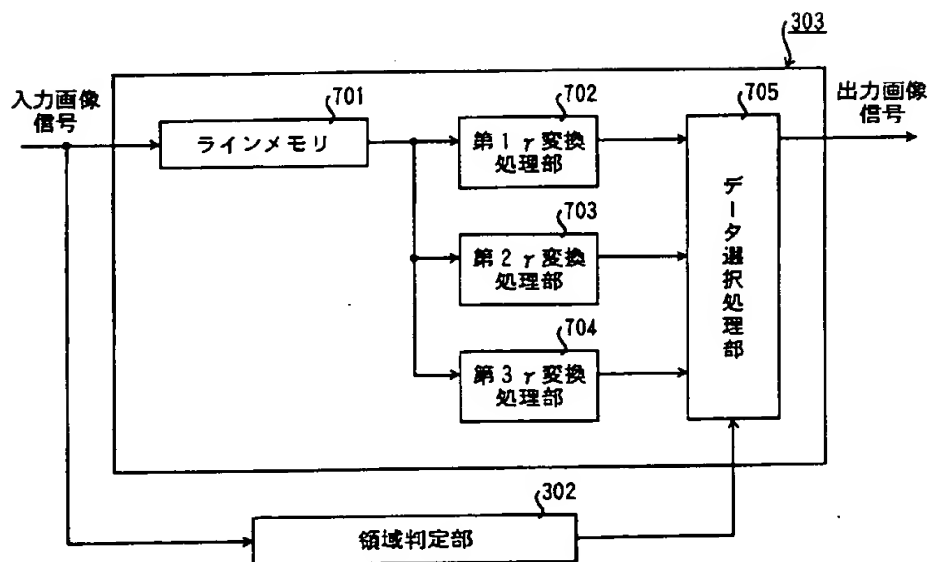 303
入力画像
信号
701
ラインメモリ
702
第1γ変換
処理部
703
第2γ変換
処理部
704
第3γ変換
処理部
705
データ選択処理部
出力画像
信号
302
領域判定部